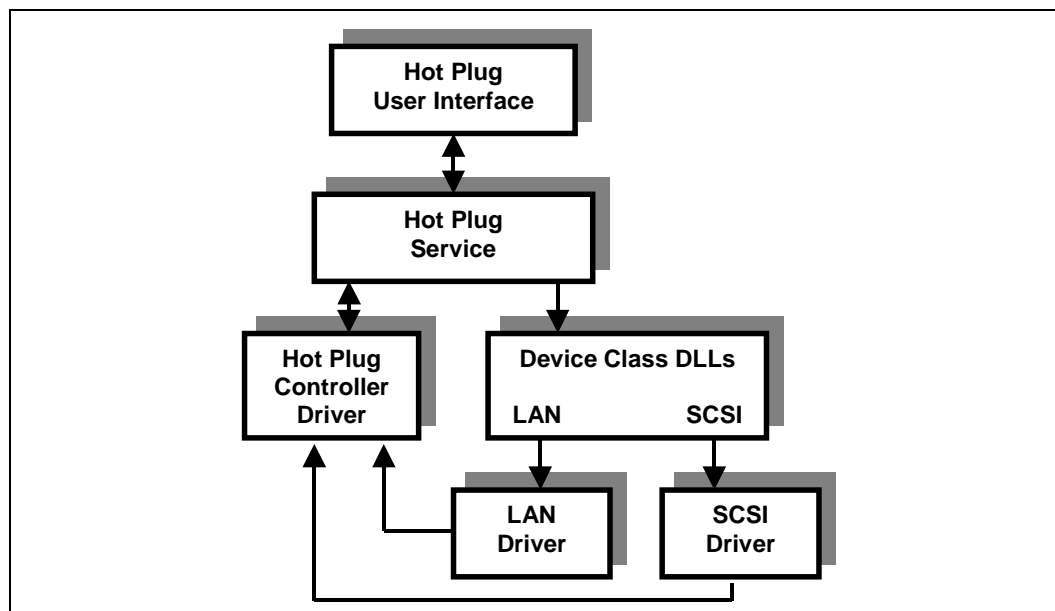 Hot Plug
User Interface
Hot Plug
Service
Hot Plug
Controller
Driver
Device Class DLLs
LAN SCSI
LAN
Driver
SCSI
Driver